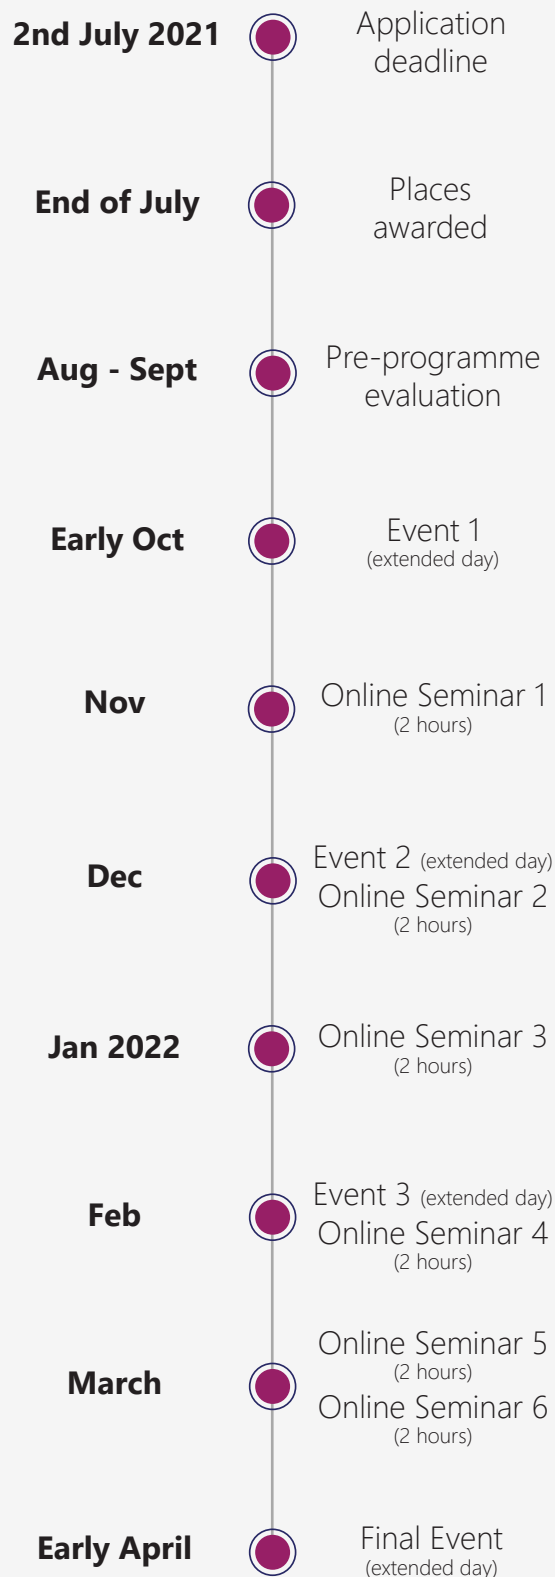 2nd July 2021
Application
deadline
End of July
Places
awarded
Aug - Sept
Pre-programme
evaluation
Early Oct
Event 1
(extended day)
Nov
Online Seminar 1
(2 hours)
Dec
Event 2 (extended day)
Online Seminar 2
(2 hours)
Jan 2022
Online Seminar 3
(2 hours)
Feb
Event 3 (extended day)
Online Seminar 4
(2 hours)
March
Online Seminar 5
(2 hours)
Online Seminar 6
(2 hours)
Early April
Final Event
(extended day)